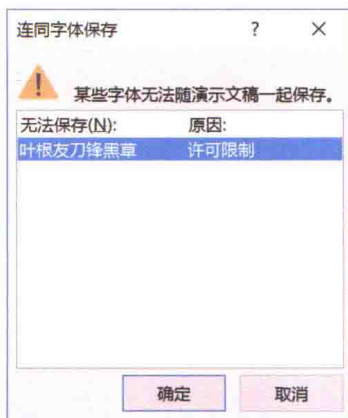 连同字体保存 ? ×
某些字体无法随演示文稿一起保存。
无法保存(N): 原因:
叶根友刀锋黑草 许可限制
确定 取消